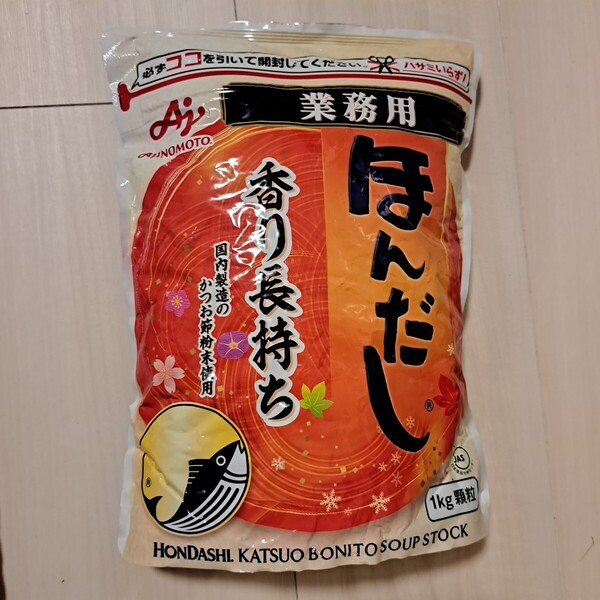 必ずココを引いて開封してください。
ハサミいらず!
AJINOMOTO®
業務用
ほんだし®
香り長持ち
国内製造の
かつお節粉末使用
®
JAS
1kg 顆粒
HONDASHI® KATSUO BONITO SOUP STOCK